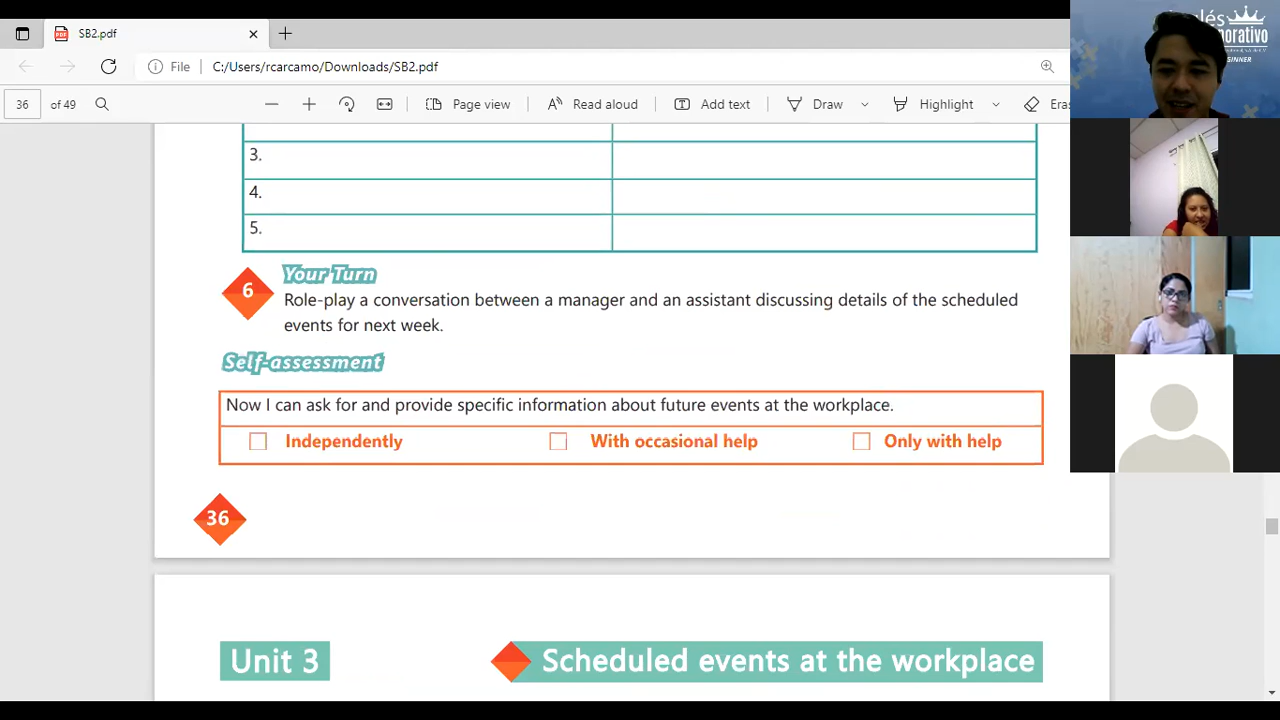 SB2.pdf
File C:/Users/rcarcamo/Downloads/SB2.pdf
36 of 49 Page view Read aloud Add text Draw Highlight
3.
4.
5.
6 Your Turn
Role-play a conversation between a manager and an assistant discussing details of the scheduled
events for next week.
Self-assessment
Now I can ask for and provide specific information about future events at the workplace.
Independently With occasional help Only with help
36
Unit 3 Scheduled events at the workplace